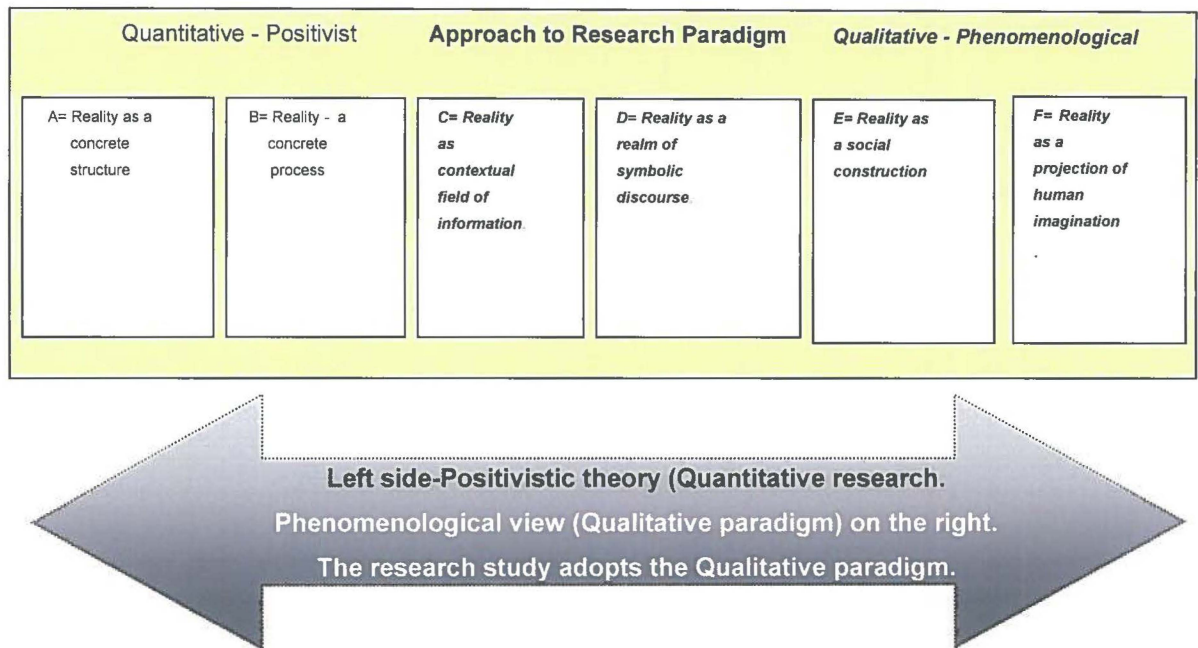 Quantitative - Positivist
Approach to Research Paradigm
Qualitative - Phenomenological
A= Reality as a
concrete
structure
B= Reality - a
concrete
process
C= Reality
as
contextual
field of
information.
D= Reality as a
realm of
symbolic
discourse.
E= Reality as
a social
construction
F= Reality
as a
projection of
human
imagination
.
Left side-Positivistic theory (Quantitative research.
Phenomenological view (Qualitative paradigm) on the right.
The research study adopts the Qualitative paradigm.